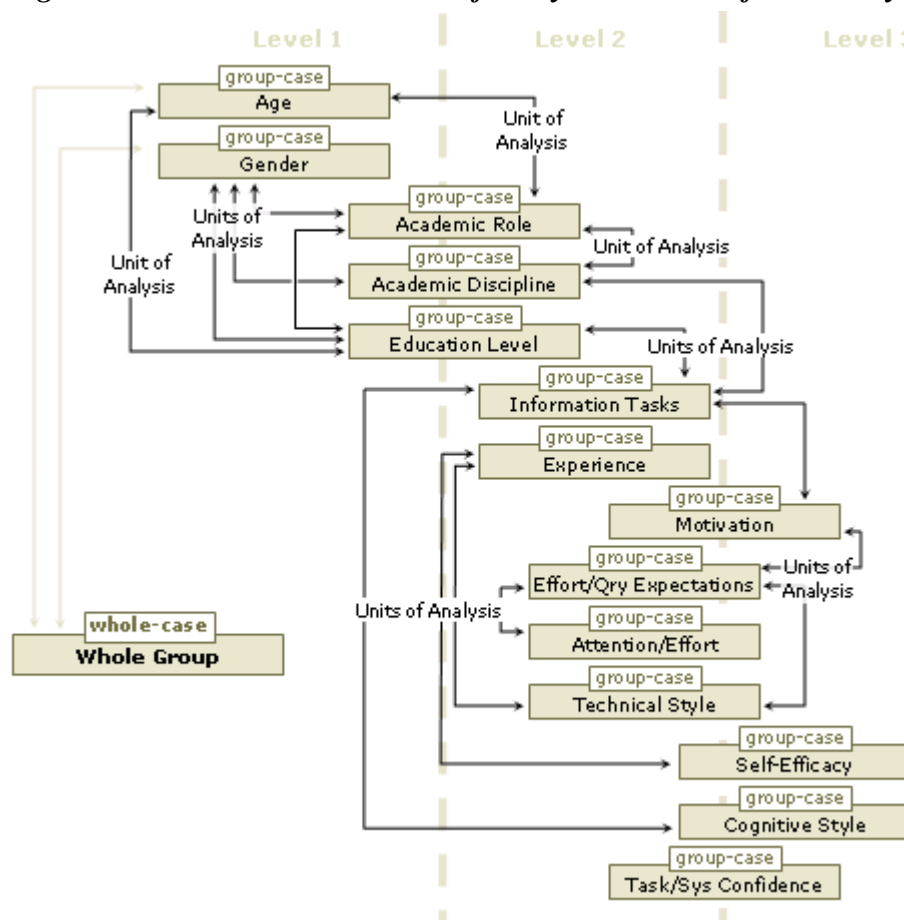 Level 1
Level 2
Level 3
group-case
Age
Unit of
Analysis
group-case
Gender
group-case
Academic Role
Units of
Analysis
Unit of Analysis
group-case
Academic Discipline
Unit of
Analysis
group-case
Education Level
Units of Analysis
group-case
Information Tasks
group-case
Experience
group-case
Motivation
group-case
Effort/Qry Expectations
Units of
Analysis
Units of Analysis
group-case
Attention/Effort
whole-case
Whole Group
group-case
Technical Style
group-case
Self-Efficacy
group-case
Cognitive Style
group-case
Task/Sys Confidence